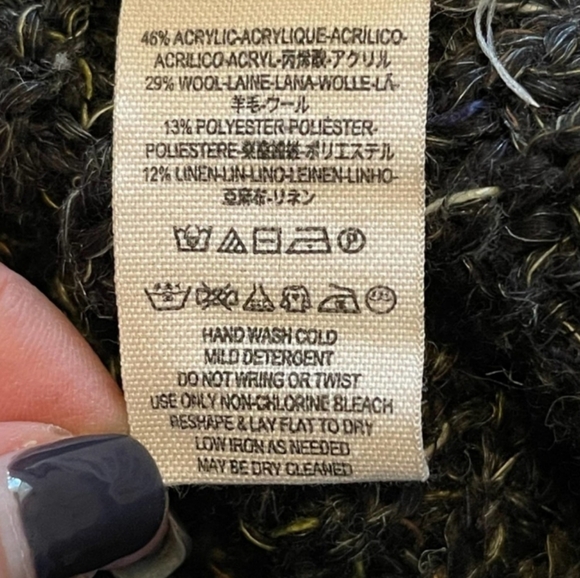 46% ACRYLIC-ACRYLIQUE-ACRÍLICO-
ACRILICO-ACRYL-丙烯酸-アクリル
29% WOOL-LAINE-LANA-WOLLE-LÃ-
羊毛-ウール
13% POLYESTER-POLIÉSTER-
POLIESTERE-聚酯纖維-ポリエステル
12% LINEN-LIN-LINO-LEINEN-LINHO-
亞麻布-リネン
P
HAND WASH COLD
MILD DETERGENT
DO NOT WRING OR TWIST
USE ONLY NON-CHLORINE BLEACH
RESHAPE & LAY FLAT TO DRY
LOW IRON AS NEEDED
MAY BE DRY CLEANED